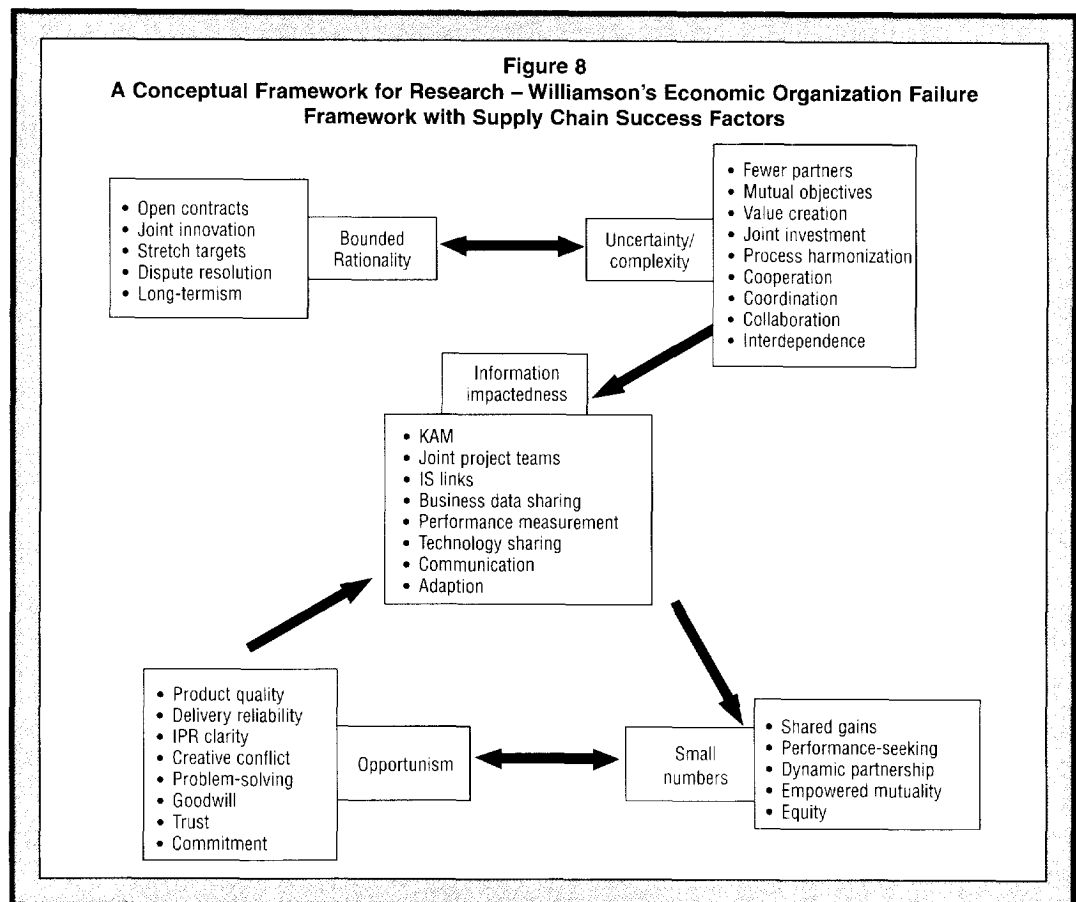 Figure 8
A Conceptual Framework for Research – Williamson's Economic Organization Failure
Framework with Supply Chain Success Factors
• Open contracts
• Joint innovation
• Stretch targets
• Dispute resolution
• Long-termism
Bounded
Rationality
Uncertainty/
complexity
• Fewer partners
• Mutual objectives
• Value creation
• Joint investment
• Process harmonization
• Cooperation
• Coordination
• Collaboration
• Interdependence
Information
impactedness
• KAM
• Joint project teams
• IS links
• Business data sharing
• Performance measurement
• Technology sharing
• Communication
• Adaption
• Product quality
• Delivery reliability
• IPR clarity
• Creative conflict
• Problem-solving
• Goodwill
• Trust
• Commitment
Opportunism
Small
numbers
• Shared gains
• Performance-seeking
• Dynamic partnership
• Empowered mutuality
• Equity